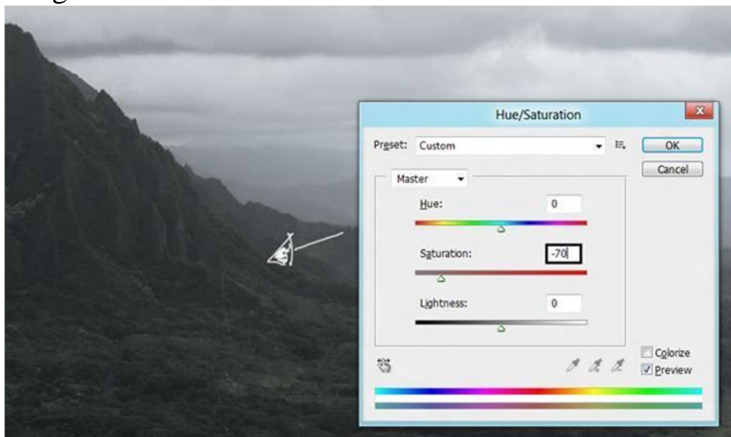 Hue/Saturation
Preset: Custom
OK
Cancel
Master
Hue: 0
Saturation: -70
Lightness: 0
Colorize
Preview